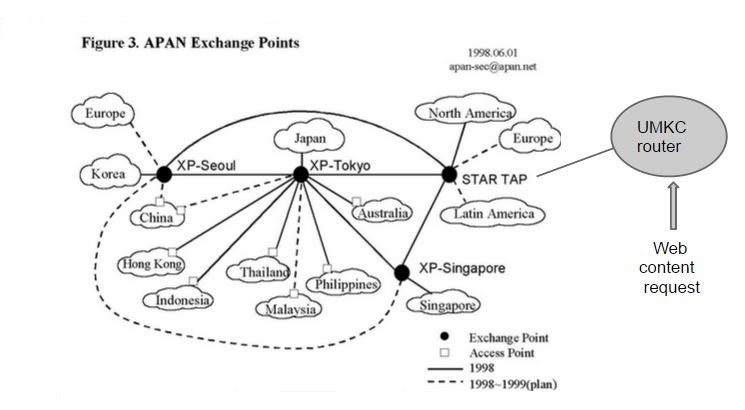 Figure 3. APAN Exchange Points
1998.06.01
apan-sec@apan.net
Europe
North America
Japan
Europe
UMKC
router
Korea
XP-Seoul
XP-Tokyo
STAR TAP
China
Australia
Latin America
Hong Kong
Thailand
Philippines
XP-Singapore
Indonesia
Malaysia
Singapore
Web
content
request
Exchange Point
Access Point
1998
1998~1999(plan)